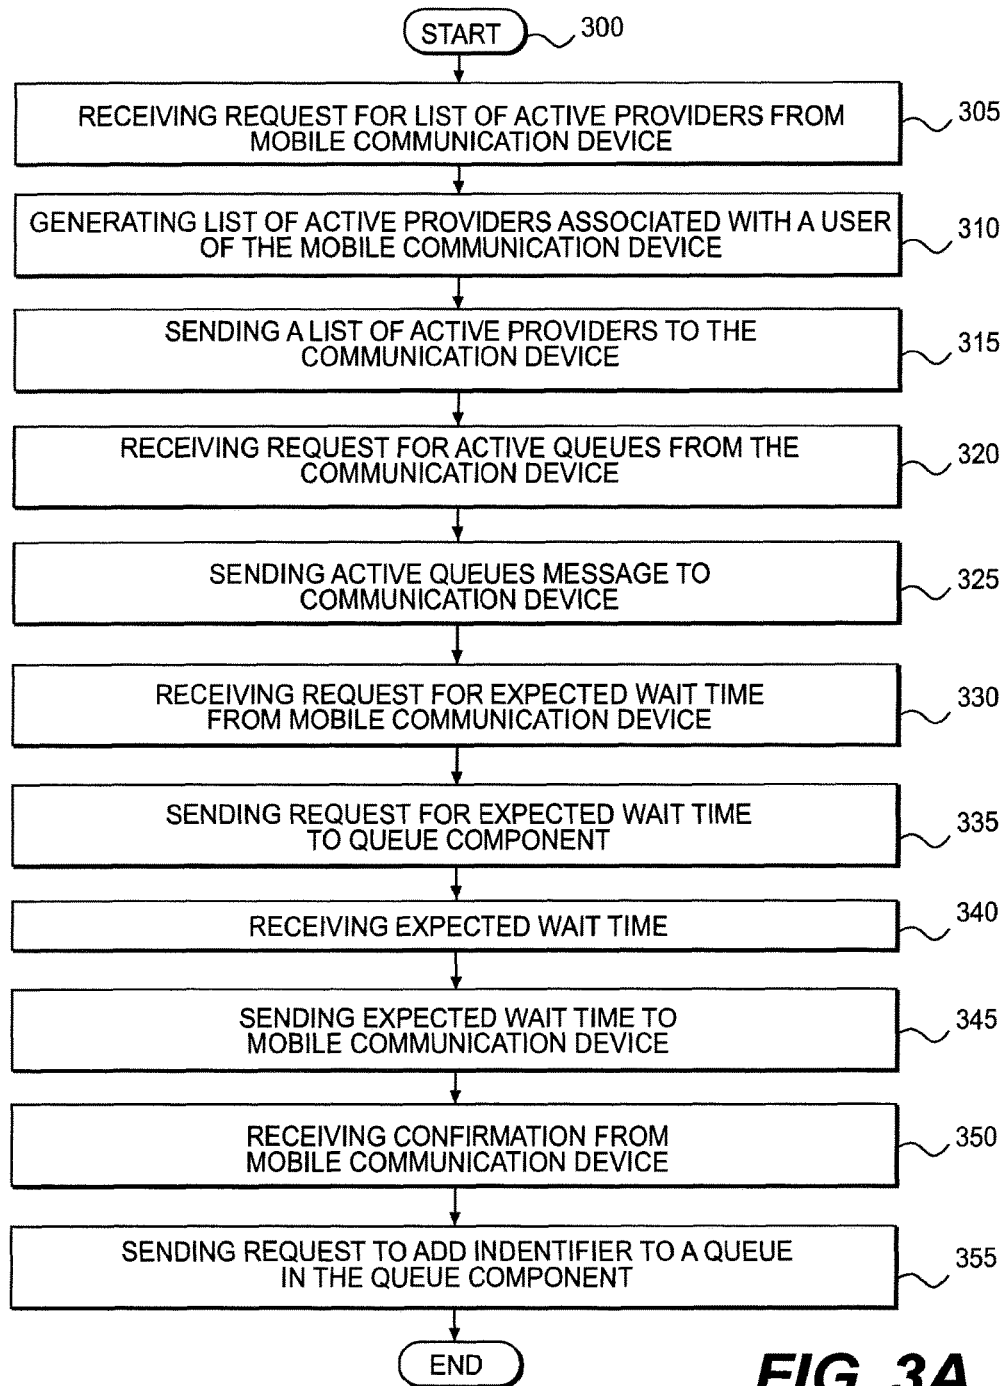 START
300
RECEIVING REQUEST FOR LIST OF ACTIVE PROVIDERS FROM
MOBILE COMMUNICATION DEVICE
305
GENERATING LIST OF ACTIVE PROVIDERS ASSOCIATED WITH A USER
OF THE MOBILE COMMUNICATION DEVICE
310
SENDING A LIST OF ACTIVE PROVIDERS TO THE
COMMUNICATION DEVICE
315
RECEIVING REQUEST FOR ACTIVE QUEUES FROM THE
COMMUNICATION DEVICE
320
SENDING ACTIVE QUEUES MESSAGE TO
COMMUNICATION DEVICE
325
RECEIVING REQUEST FOR EXPECTED WAIT TIME
FROM MOBILE COMMUNICATION DEVICE
330
SENDING REQUEST FOR EXPECTED WAIT TIME
TO QUEUE COMPONENT
335
RECEIVING EXPECTED WAIT TIME
340
SENDING EXPECTED WAIT TIME TO
MOBILE COMMUNICATION DEVICE
345
RECEIVING CONFIRMATION FROM
MOBILE COMMUNICATION DEVICE
350
SENDING REQUEST TO ADD INDENTIFIER TO A QUEUE
IN THE QUEUE COMPONENT
355
END
FIG. 3A